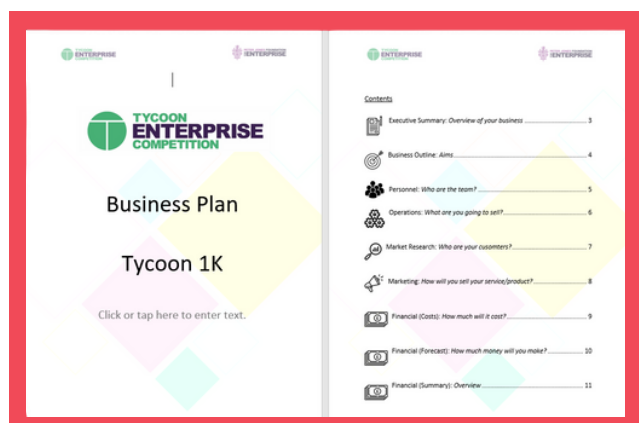 TYCOON
ENTERPRISE
ENTERPRISE
TYCOON
ENTERPRISE
COMPETITION
Business Plan
Tycoon 1K
Click or tap here to enter text.
ENTERPRISE
ENTERPRISE
Contents
Executive Summary: Overview of your business 3
Business Outline: Aims 4
Personnel: Who are the team? 5
Operations: What are you going to sell? 6
Market Research: Who are your cusomters? 7
Marketing: How will you sell your service/product? 8
Financial (Costs): How much will it cost? 9
Financial (Forecast): How much money will you make? 10
Financial (Summary): Overview 11